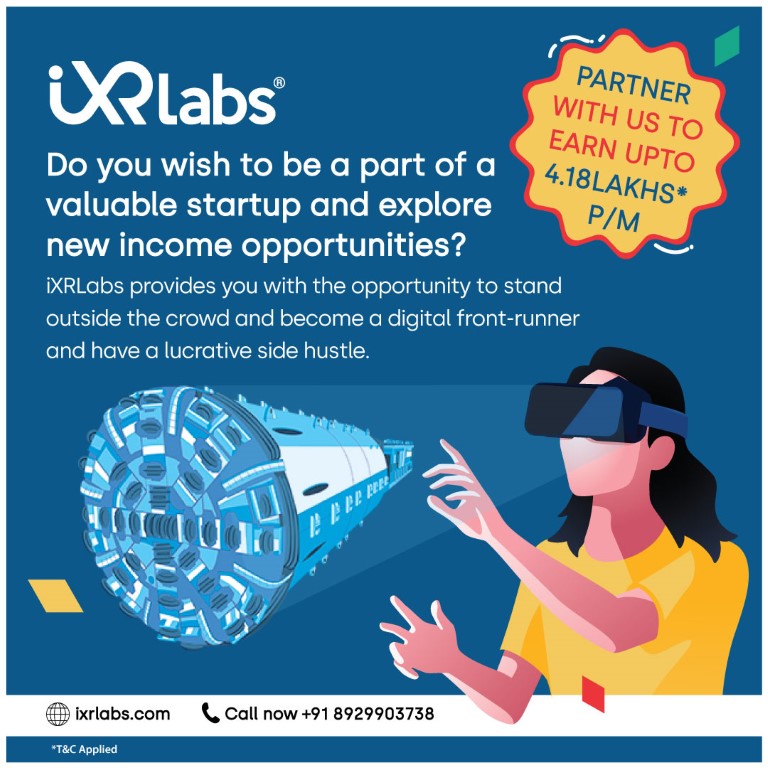 iXRLabs®
PARTNER
WITH US TO
EARN UPTO
4.18LAKHS*
P/M
Do you wish to be a part of a
valuable startup and explore
new income opportunities?
iXRLabs provides you with the opportunity to stand
outside the crowd and become a digital front-runner
and have a lucrative side hustle.
ixrlabs.com
Call now +91 8929903738
*T&C Applied